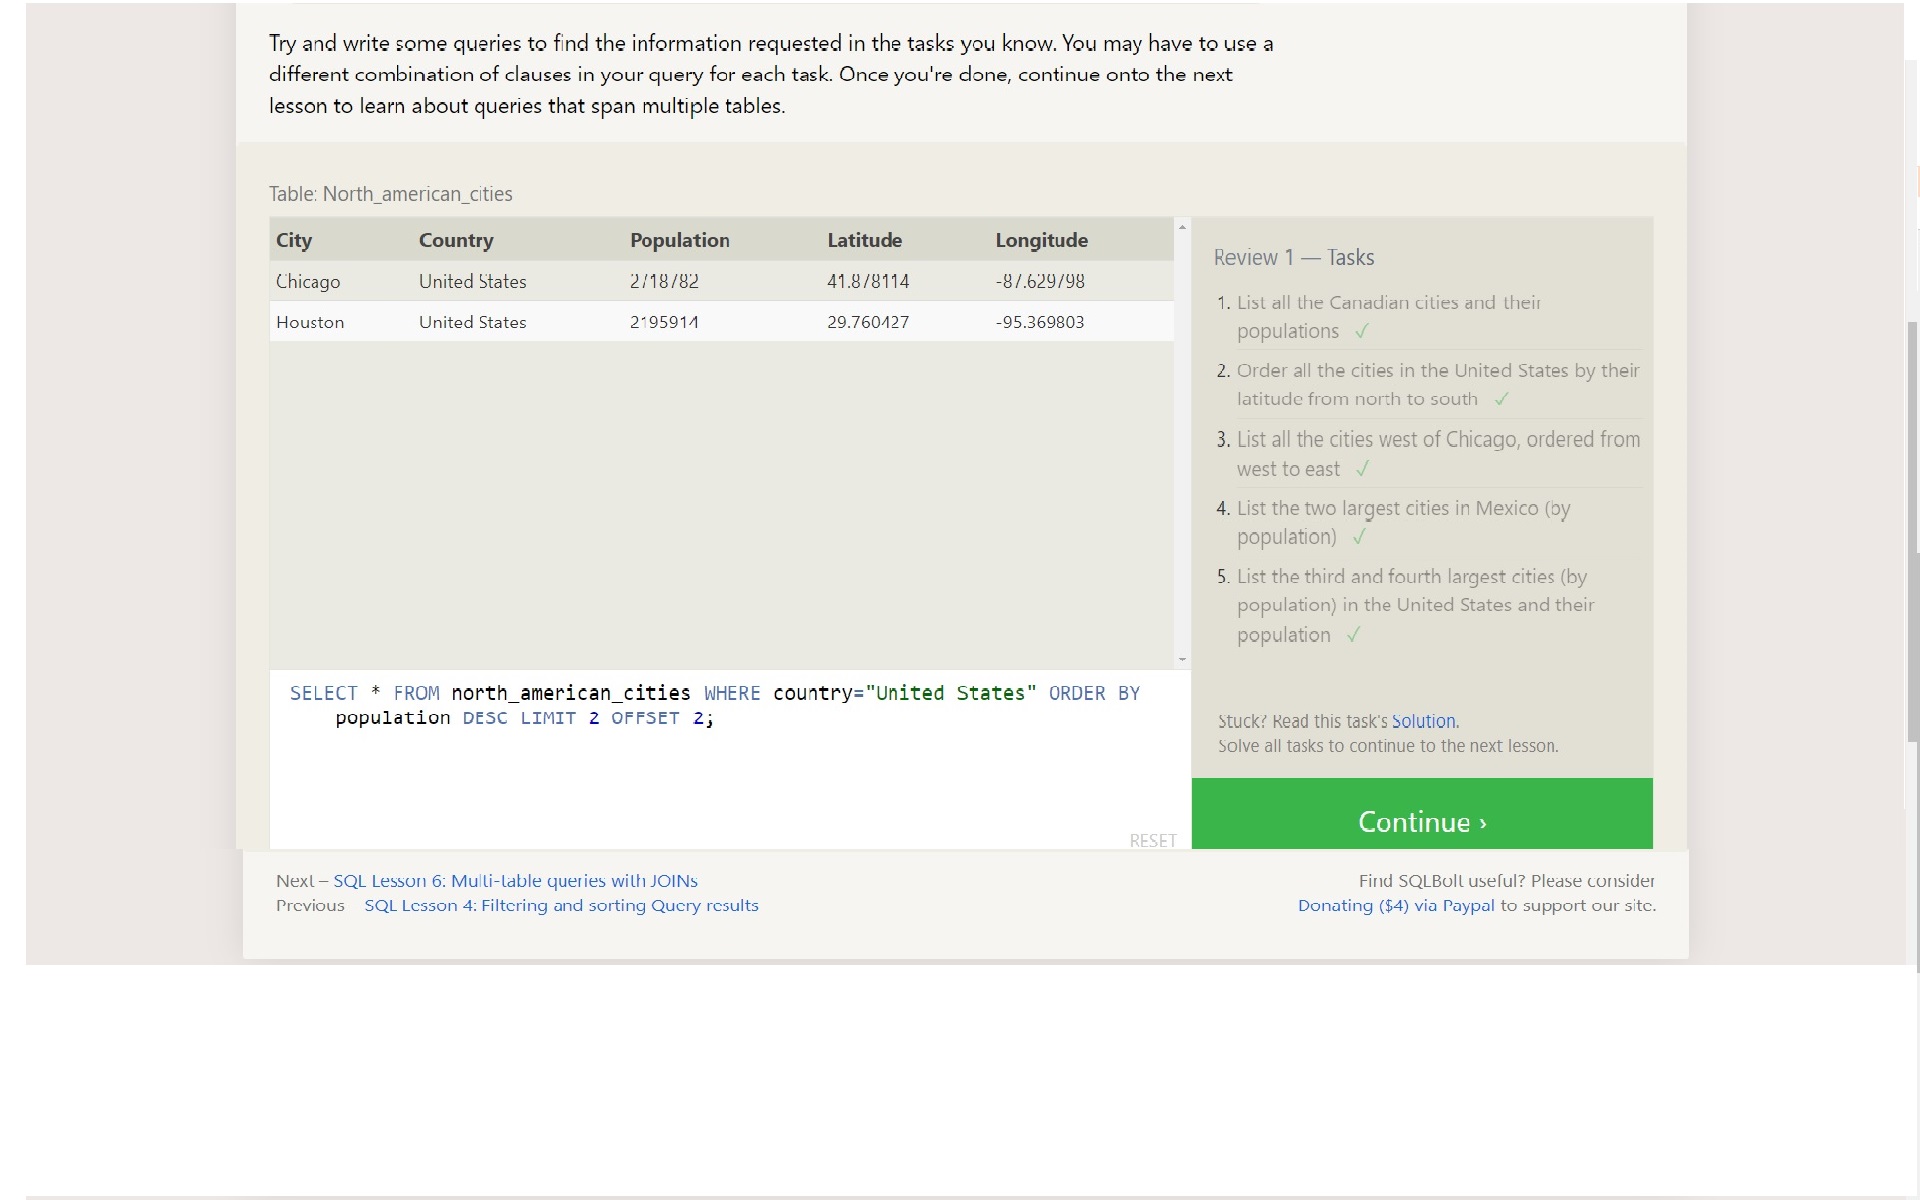 Try and write some queries to find the information requested in the tasks you know. You may have to use a
different combination of clauses in your query for each task. Once you're done, continue onto the next
lesson to learn about queries that span multiple tables.
Table: North_american_cities
City Country Population Latitude Longitude
Chicago United States 2718782 41.878114 -87.629798
Houston United States 2195914 29.760427 -95.369803
SELECT * FROM north_american_cities WHERE country="United States" ORDER BY
population DESC LIMIT 2 OFFSET 2;
RESET
Review 1 — Tasks
1. List all the Canadian cities and their
populations ✓
2. Order all the cities in the United States by their
latitude from north to south ✓
3. List all the cities west of Chicago, ordered from
west to east ✓
4. List the two largest cities in Mexico (by
population) ✓
5. List the third and fourth largest cities (by
population) in the United States and their
population ✓
Stuck? Read this task's Solution.
Solve all tasks to continue to the next lesson.
Continue ›
Next – SQL Lesson 6: Multi-table queries with JOINs
Previous SQL Lesson 4: Filtering and sorting Query results
Find SQLBolt useful? Please consider
Donating ($4) via Paypal to support our site.